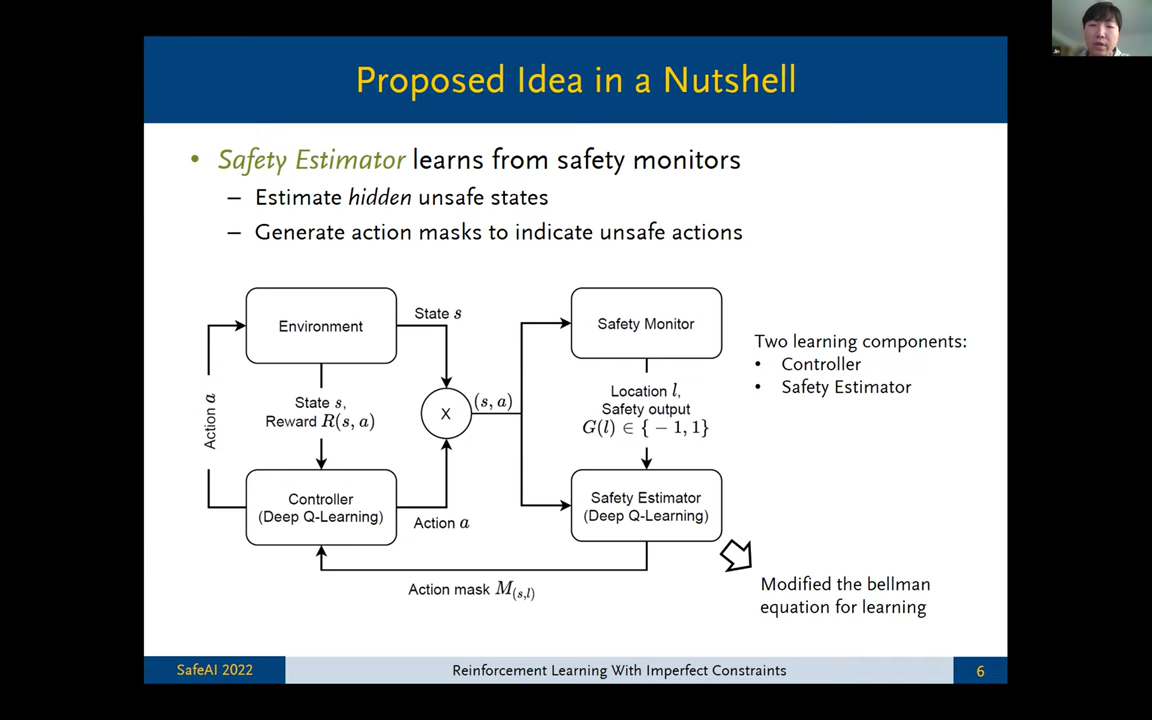 Proposed Idea in a Nutshell
• Safety Estimator learns from safety monitors
– Estimate hidden unsafe states
– Generate action masks to indicate unsafe actions
Environment
State s
State s,
Reward R(s, a)
Action a
Controller
(Deep Q-Learning)
Action a
X
(s, a)
Safety Monitor
Location l,
Safety output
G(l) ∈ { − 1, 1}
Safety Estimator
(Deep Q-Learning)
Action mask M(s,l)
Two learning components:
• Controller
• Safety Estimator
Modified the bellman
equation for learning
SafeAI 2022
Reinforcement Learning With Imperfect Constraints
6